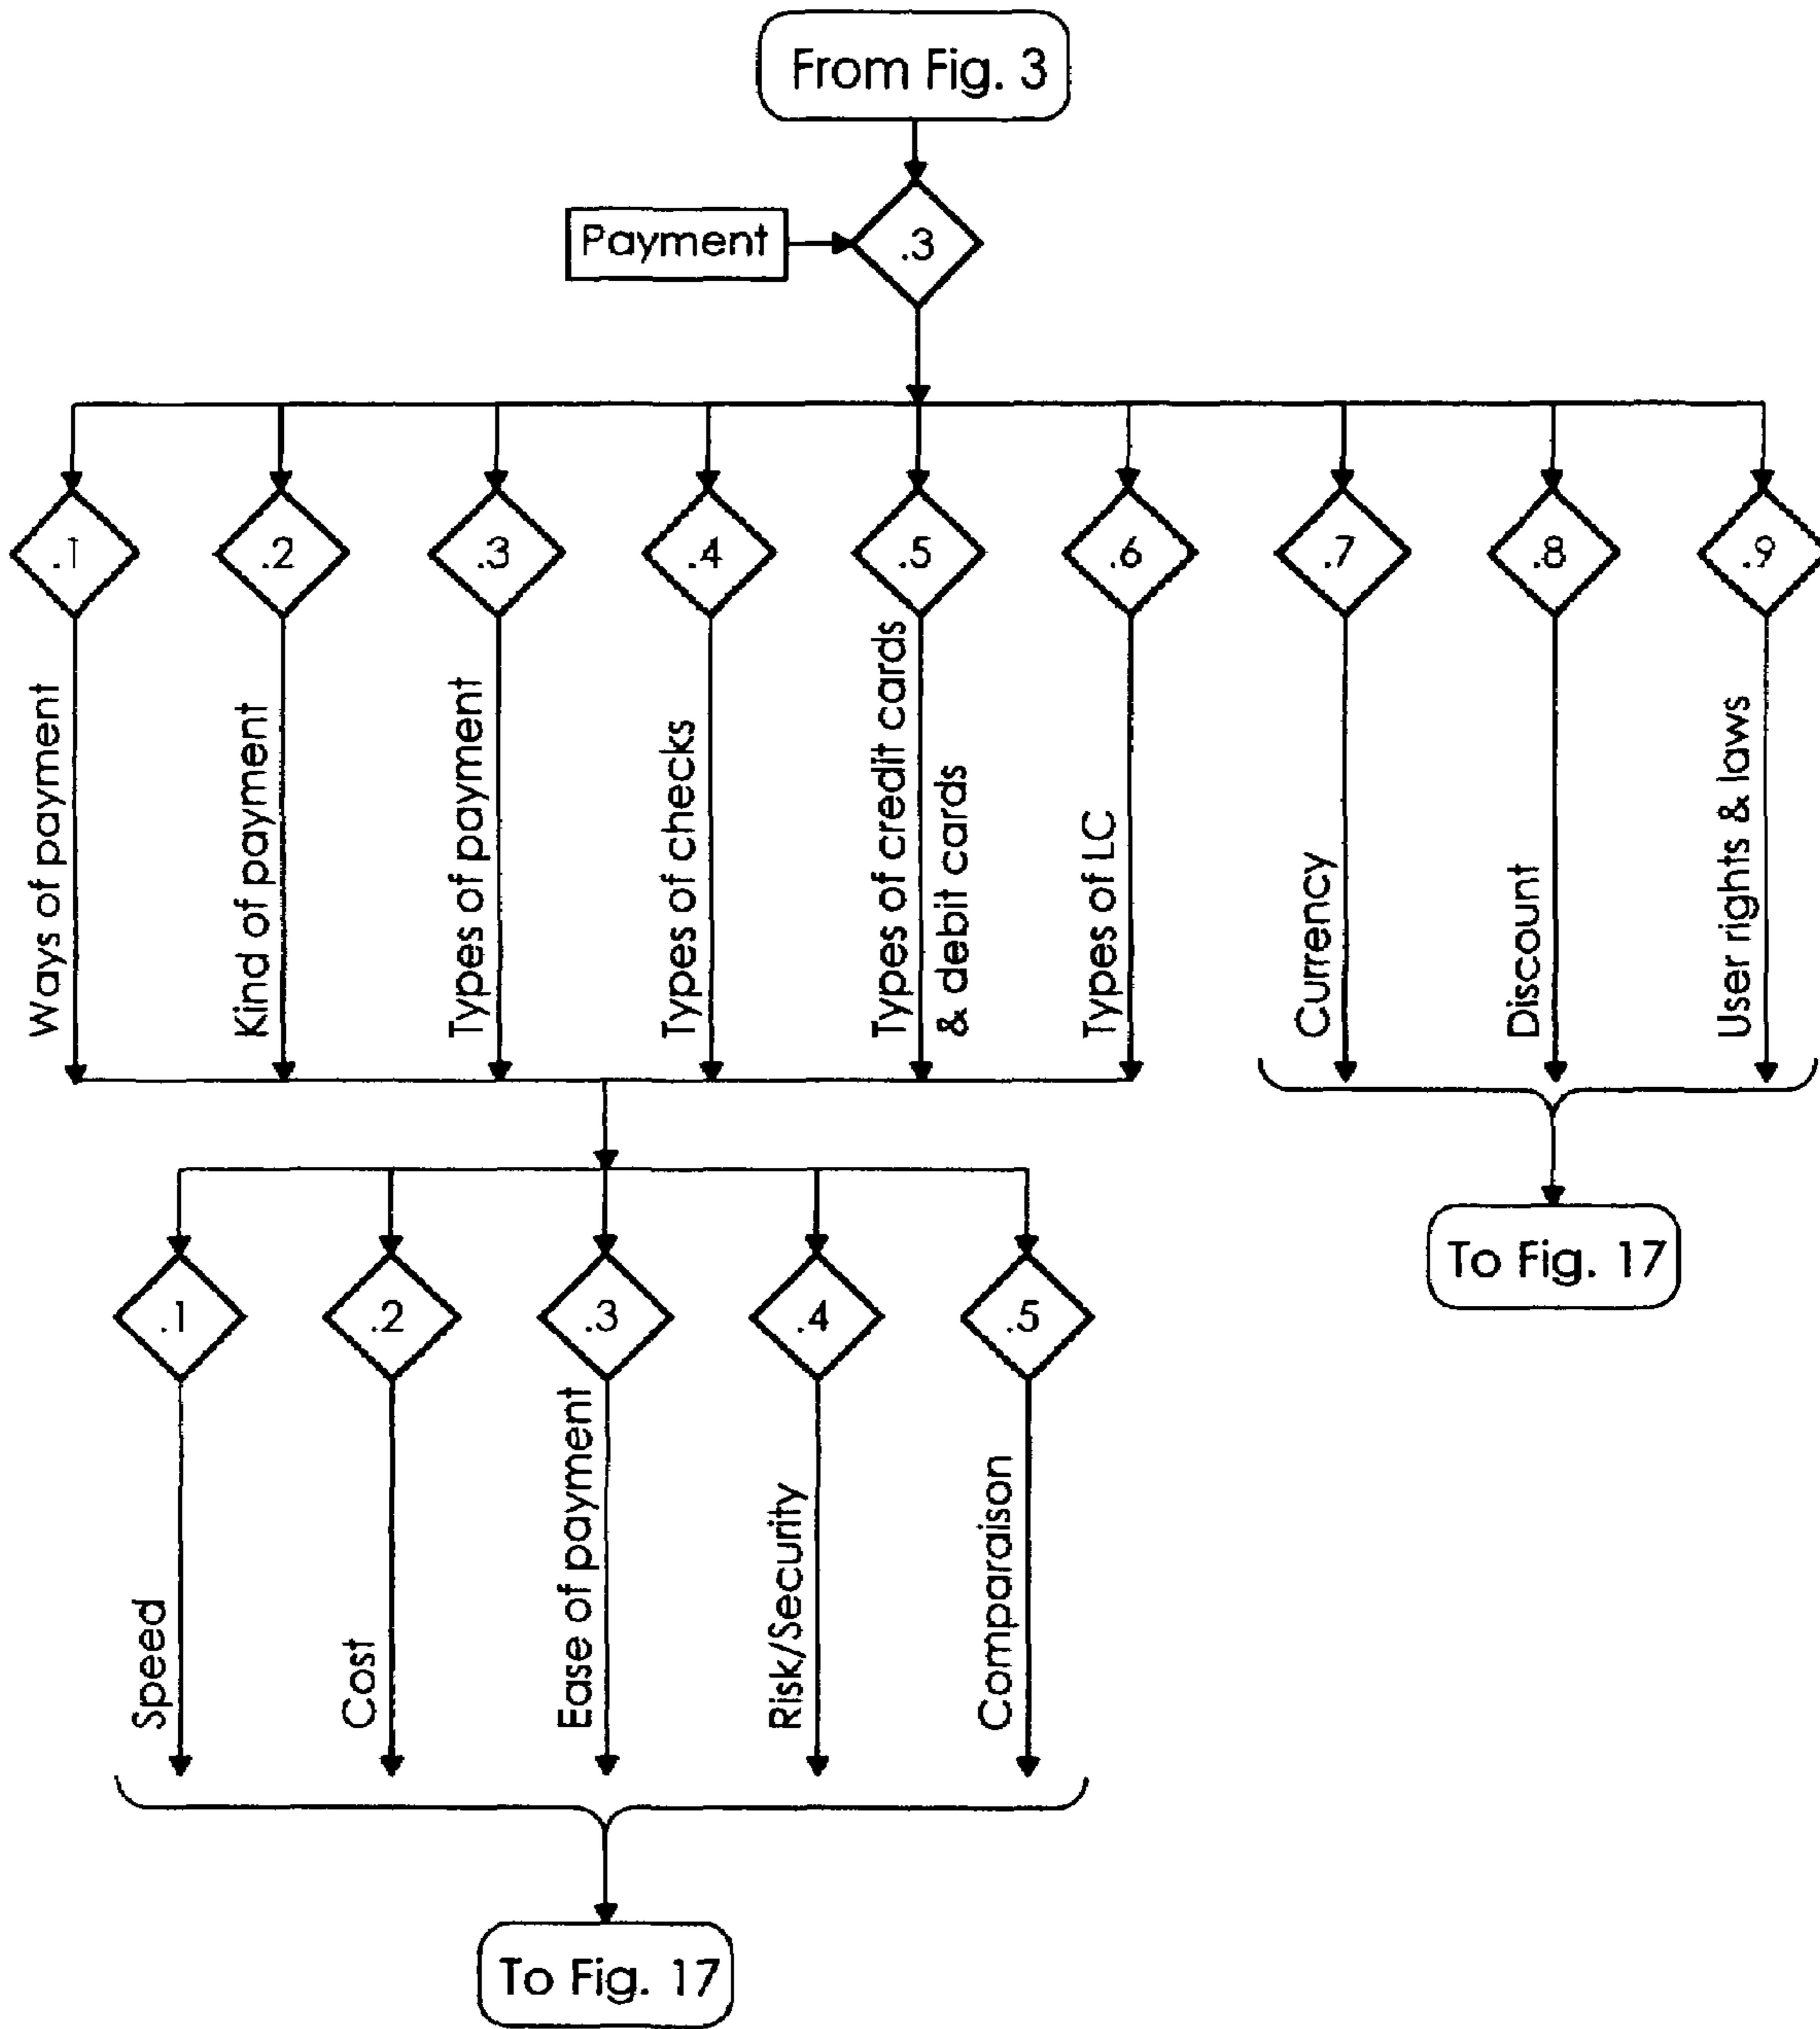 From Fig. 3
Payment
.3
.1
.2
.3
.4
.5
.6
.7
.8
.9
Ways of payment
Kind of payment
Types of payment
Types of checks
Types of credit cards
& debit cards
Types of LC
Currency
Discount
User rights & laws
To Fig. 17
.1
.2
.3
.4
.5
Speed
Cost
Ease of payment
Risk/Security
Comparaison
To Fig. 17